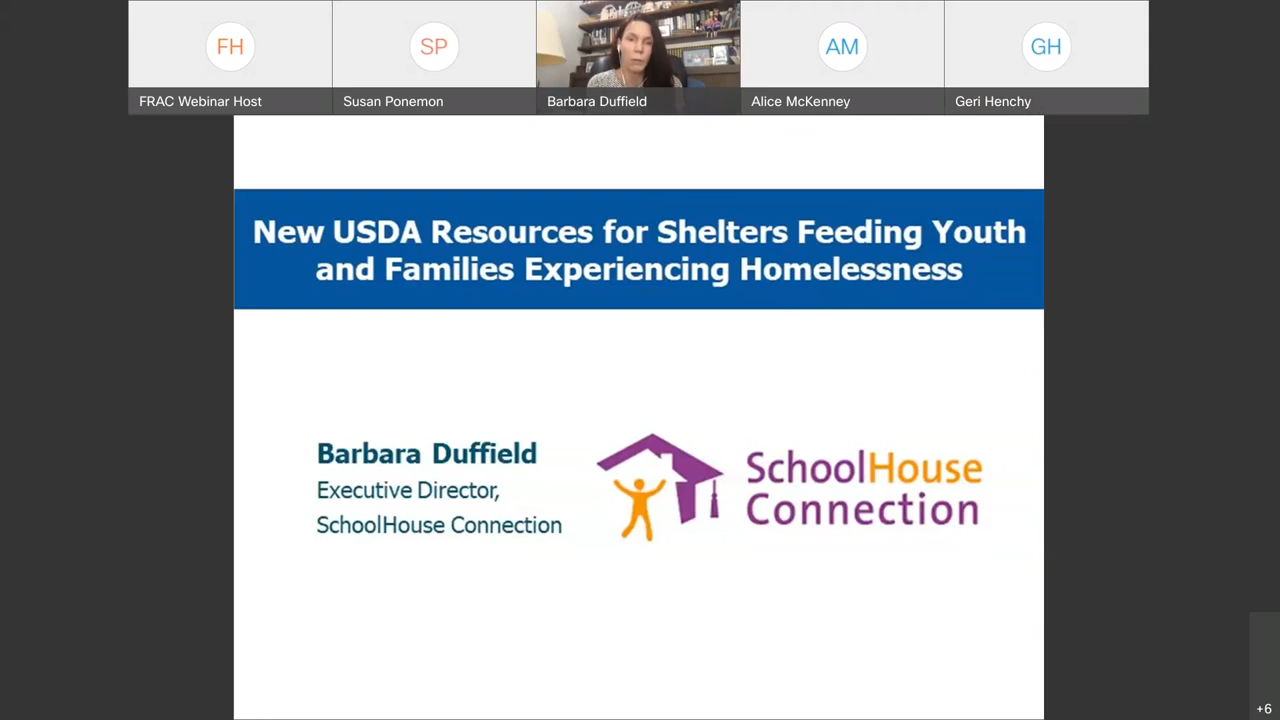 FH
SP
AM
GH
FRAC Webinar Host
Susan Ponemon
Barbara Duffield
Alice McKenney
Geri Henchy
New USDA Resources for Shelters Feeding Youth
and Families Experiencing Homelessness
Barbara Duffield
Executive Director,
SchoolHouse Connection
SchoolHouse
Connection
+6